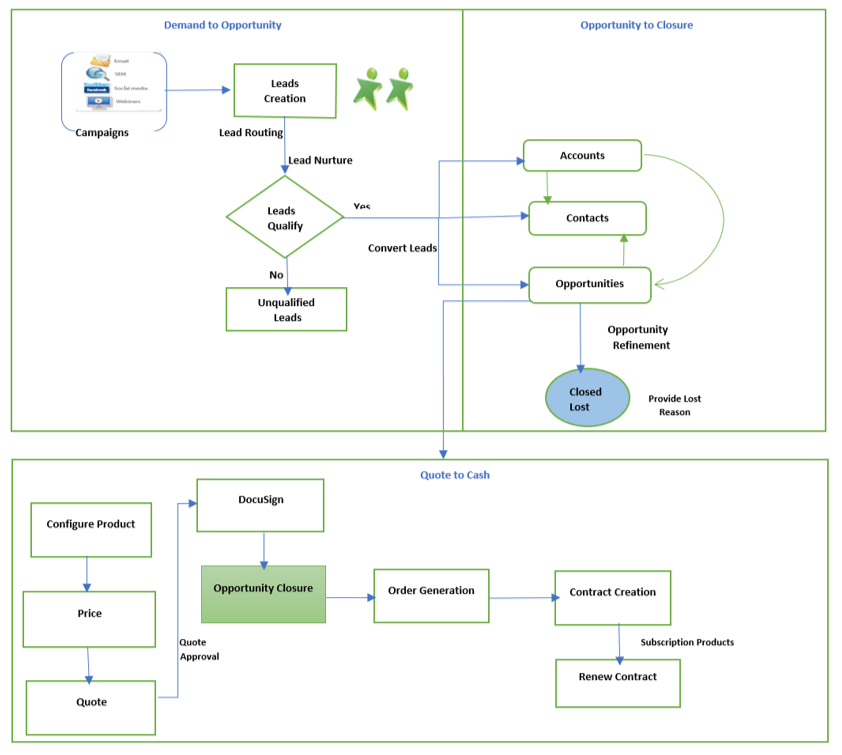 Demand to Opportunity
Opportunity to Closure
Email
SEM
Social media
facebook
Webinars
Campaigns
Leads
Creation
Lead Routing
Lead Nurture
Leads
Qualify
Yes
Convert Leads
No
Unqualified
Leads
Accounts
Contacts
Opportunities
Opportunity
Refinement
Closed
Lost
Provide Lost
Reason
Quote to Cash
Configure Product
Price
Quote
Quote
Approval
DocuSign
Opportunity Closure
Order Generation
Contract Creation
Subscription Products
Renew Contract